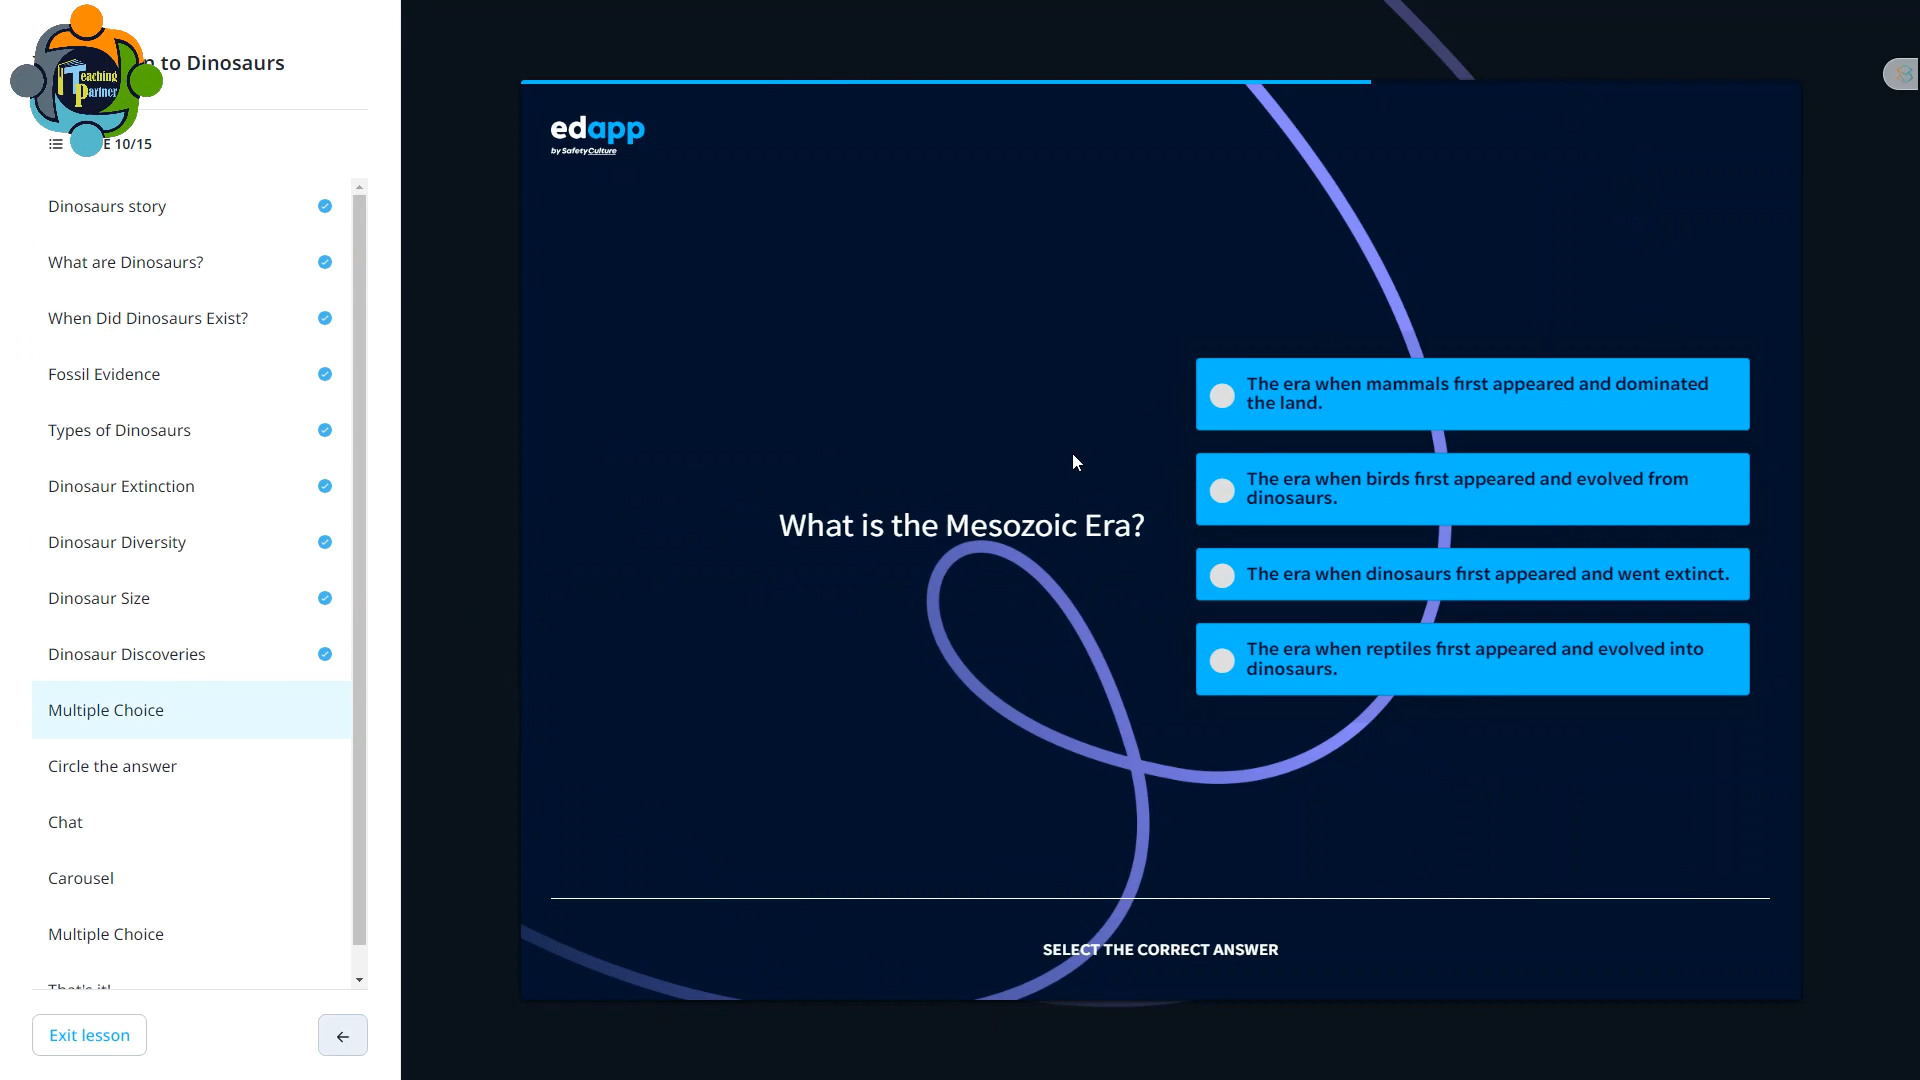 Teaching
Partner
n to Dinosaurs
E 10/15
Dinosaurs story
What are Dinosaurs?
When Did Dinosaurs Exist?
Fossil Evidence
Types of Dinosaurs
Dinosaur Extinction
Dinosaur Diversity
Dinosaur Size
Dinosaur Discoveries
Multiple Choice
Circle the answer
Chat
Carousel
Multiple Choice
That's it!
Exit lesson
edapp
by SafetyCulture
What is the Mesozoic Era?
The era when mammals first appeared and dominated
the land.
The era when birds first appeared and evolved from
dinosaurs.
The era when dinosaurs first appeared and went extinct.
The era when reptiles first appeared and evolved into
dinosaurs.
SELECT THE CORRECT ANSWER